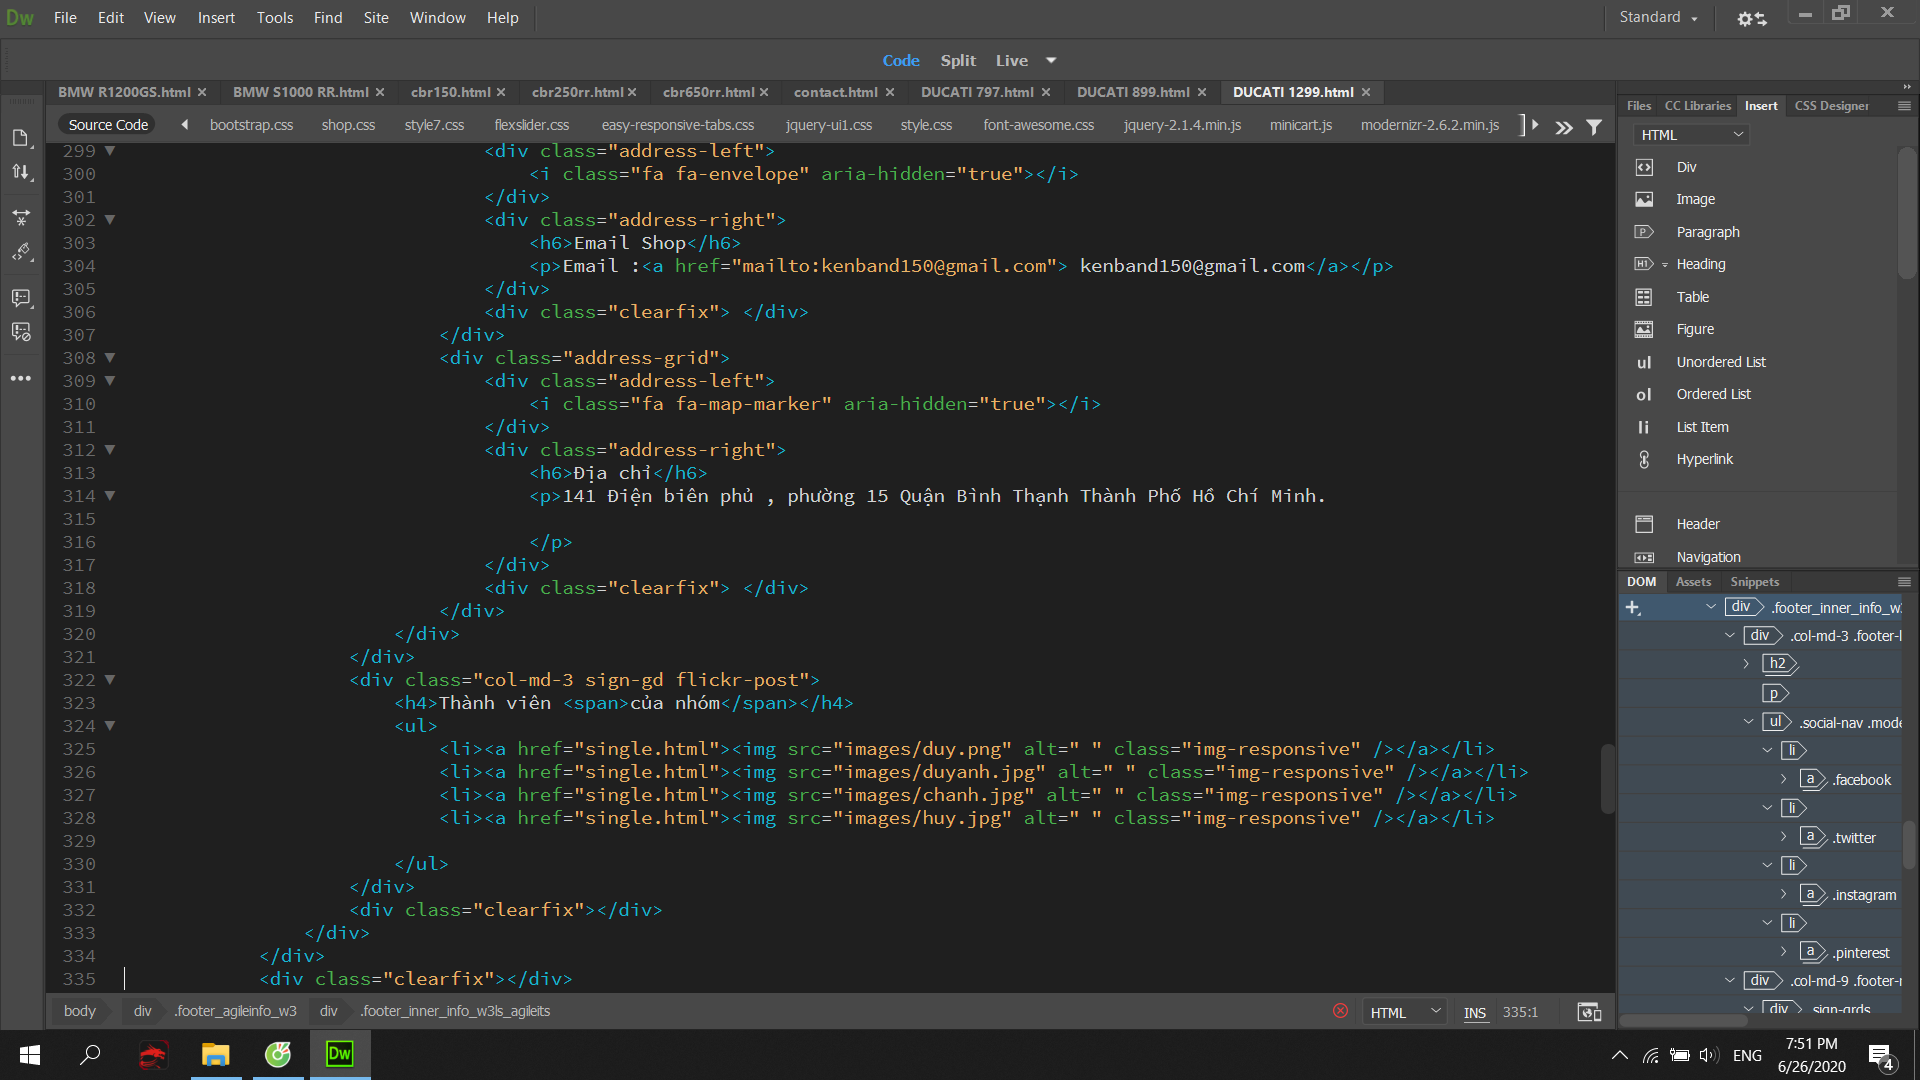 Dw File Edit View Insert Tools Find Site Window Help Standard
Code Split Live
BMW R1200GS.html BMW S1000 RR.html cbr150.html cbr250rr.html cbr650rr.html contact.html DUCATI 797.html DUCATI 899.html DUCATI 1299.html
Source Code bootstrap.css shop.css style7.css flexslider.css easy-responsive-tabs.css jquery-ui1.css style.css font-awesome.css jquery-2.1.4.min.js minicart.js modernizr-2.6.2.min.js
299 <div class="address-left">
300 <i class="fa fa-envelope" aria-hidden="true"></i>
301 </div>
302 <div class="address-right">
303 <h6>Email Shop</h6>
304 <p>Email :<a href="mailto:kenband150@gmail.com"> kenband150@gmail.com</a></p>
305 </div>
306 <div class="clearfix"> </div>
307 </div>
308 <div class="address-grid">
309 <div class="address-left">
310 <i class="fa fa-map-marker" aria-hidden="true"></i>
311 </div>
312 <div class="address-right">
313 <h6>Địa chỉ</h6>
314 <p>141 Điện biên phủ , phường 15 Quận Bình Thạnh Thành Phố Hồ Chí Minh.
315
316 </p>
317 </div>
318 <div class="clearfix"> </div>
319 </div>
320 </div>
321 </div>
322 <div class="col-md-3 sign-gd flickr-post">
323 <h4>Thành viên <span>của nhóm</span></h4>
324 <ul>
325 <li><a href="single.html"><img src="images/duy.png" alt=" " class="img-responsive" /></a></li>
326 <li><a href="single.html"><img src="images/duyanh.jpg" alt=" " class="img-responsive" /></a></li>
327 <li><a href="single.html"><img src="images/chanh.jpg" alt=" " class="img-responsive" /></a></li>
328 <li><a href="single.html"><img src="images/huy.jpg" alt=" " class="img-responsive" /></a></li>
329
330 </ul>
331 </div>
332 <div class="clearfix"></div>
333 </div>
334 </div>
335 <div class="clearfix"></div>
body div .footer_agileinfo_w3 div .footer_inner_info_w3ls_agileits HTML INS 335:1
Files CC Libraries Insert CSS Designer
HTML
Div
Image
P Paragraph
H1 Heading
Table
Figure
ul Unordered List
ol Ordered List
li List Item
Hyperlink
Header
Navigation
DOM Assets Snippets
div .footer_inner_info_w3
div .col-md-3 .footer-l
h2
p
ul .social-nav .mode
li
a .facebook
li
a .twitter
li
a .instagram
li
a .pinterest
div .col-md-9 .footer-r
div .sign-grds
Dw ENG 7:51 PM
6/26/2020 4